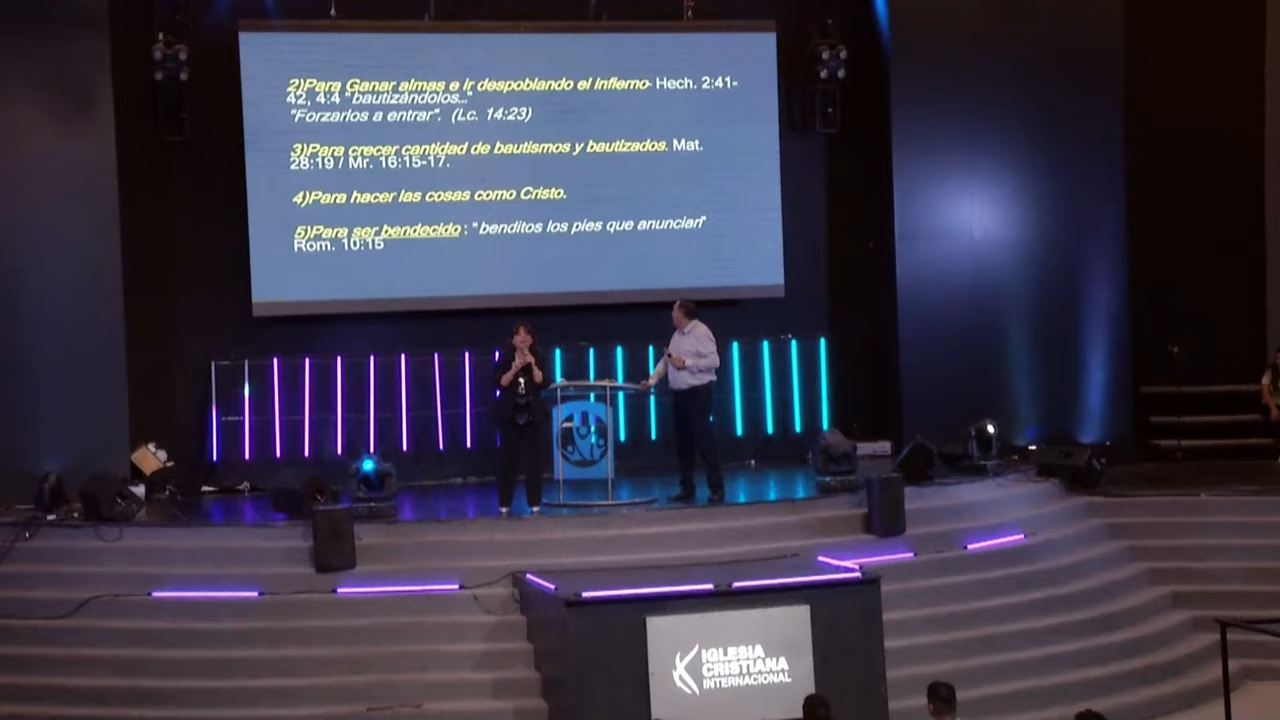 2)Para Ganar almas e ir despoblando el infierno- Hech. 2:41-
42, 4:4 "bautizándolos..."
"Forzarlos a entrar". (Lc. 14:23)
3)Para crecer cantidad de bautismos y bautizados. Mat.
28:19 / Mr. 16:15-17.
4)Para hacer las cosas como Cristo.
5)Para ser bendecido : "benditos los pies que anuncian"
Rom. 10:15
IGLESIA
CRISTIANA
INTERNACIONAL